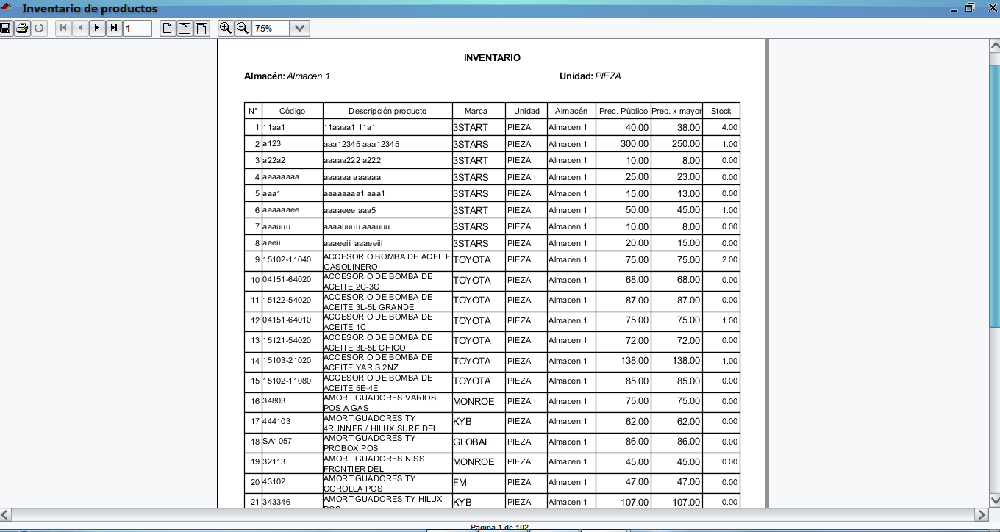 Inventario de productos
1
75%
INVENTARIO
Almacén: Almacen 1 Unidad: PIEZA
N° Código Descripción producto Marca Unidad Almacén Prec. Público Prec. x mayor Stock
1 11aa1 11aaaa1 11a1 3START PIEZA Almacen 1 40.00 38.00 4.00
2 a123 aaa12345 aaa12345 3STARS PIEZA Almacen 1 300.00 250.00 1.00
3 a22a2 aaaaa222 a222 3START PIEZA Almacen 1 10.00 8.00 0.00
4 aaaaaaaa aaaaaa aaaaaa 3STARS PIEZA Almacen 1 25.00 23.00 0.00
5 aaa1 aaaaaaaa1 aaa1 3STARS PIEZA Almacen 1 15.00 13.00 0.00
6 aaaaaaee aaaaeee aaa5 3START PIEZA Almacen 1 50.00 45.00 1.00
7 aaauuu aaaauuuu aaauuu 3STARS PIEZA Almacen 1 10.00 8.00 0.00
8 aeeii aaaeeiii aaaeeiii 3STARS PIEZA Almacen 1 20.00 15.00 0.00
9 15102-11040 ACCESORIO BOMBA DE ACEITE TOYOTA PIEZA Almacen 1 75.00 75.00 2.00
GASOLINERO
10 04151-64020 ACCESORIO DE BOMBA DE TOYOTA PIEZA Almacen 1 68.00 68.00 0.00
ACEITE 2C-3C
11 15122-54020 ACCESORIO DE BOMBA DE TOYOTA PIEZA Almacen 1 87.00 87.00 0.00
ACEITE 3L-5L GRANDE
12 04151-64010 ACCESORIO DE BOMBA DE TOYOTA PIEZA Almacen 1 75.00 75.00 1.00
ACEITE 1C
13 15121-54020 ACCESORIO DE BOMBA DE TOYOTA PIEZA Almacen 1 72.00 72.00 0.00
ACEITE 3L-5L CHICO
14 15103-21020 ACCESORIO DE BOMBA DE TOYOTA PIEZA Almacen 1 138.00 138.00 1.00
ACEITE YARIS 2NZ
15 15102-11080 ACCESORIO DE BOMBA DE TOYOTA PIEZA Almacen 1 85.00 85.00 0.00
ACEITE 5E-4E
16 34803 AMORTIGUADORES VARIOS MONROE PIEZA Almacen 1 75.00 75.00 0.00
POS A GAS
17 444103 AMORTIGUADORES TY KYB PIEZA Almacen 1 62.00 62.00 0.00
4RUNNER / HILUX SURF DEL
18 SA1057 AMORTIGUADORES TY GLOBAL PIEZA Almacen 1 86.00 86.00 0.00
PROBOX POS
19 32113 AMORTIGUADORES NISS MONROE PIEZA Almacen 1 45.00 45.00 0.00
FRONTIER DEL
20 43102 AMORTIGUADORES TY FM PIEZA Almacen 1 47.00 47.00 0.00
COROLLA POS
21 343346 AMORTIGUADORES TY HILUX KYB PIEZA Almacen 1 107.00 107.00 0.00
Pagina 1 de 102